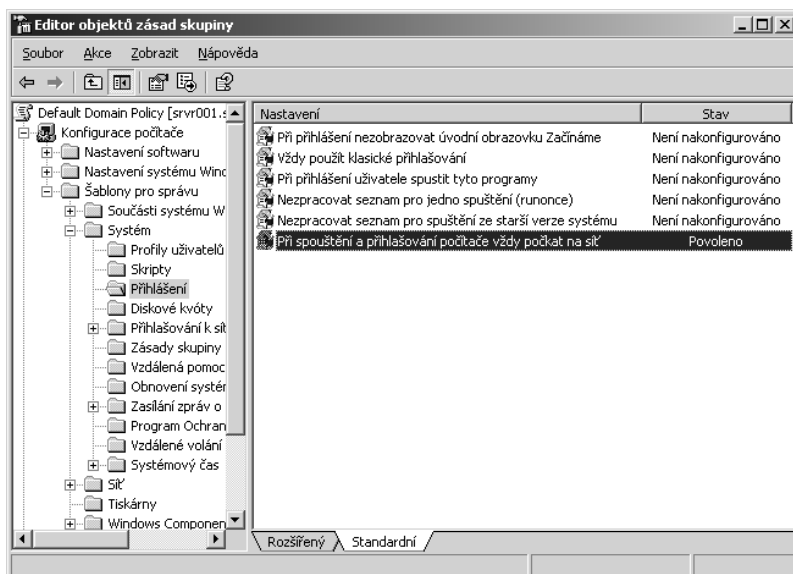 Editor objektů zásad skupiny
Soubor Akce Zobrazit Nápověda
Default Domain Policy [srvr001.s
Konfigurace počítače
Nastavení softwaru
Nastavení systému Wind
Šablony pro správu
Součásti systému W
Systém
Profily uživatelů
Skripty
Přihlášení
Diskové kvóty
Přihlašování k sít
Zásady skupiny
Vzdálená pomoc
Obnovení systém
Zasílání zpráv o
Program Ochran
Vzdálené volání
Systémový čas
Síť
Tiskárny
Windows Componen
Nastavení Stav
Při přihlášení nezobrazovat úvodní obrazovku Začínáme Není nakonfigurováno
Vždy použít klasické přihlašování Není nakonfigurováno
Při přihlášení uživatele spustit tyto programy Není nakonfigurováno
Nezpracovat seznam pro jedno spuštění (runonce) Není nakonfigurováno
Nezpracovat seznam pro spuštění ze starší verze systému Není nakonfigurováno
Při spouštění a přihlašování počítače vždy počkat na síť Povoleno
Rozšířený Standardní